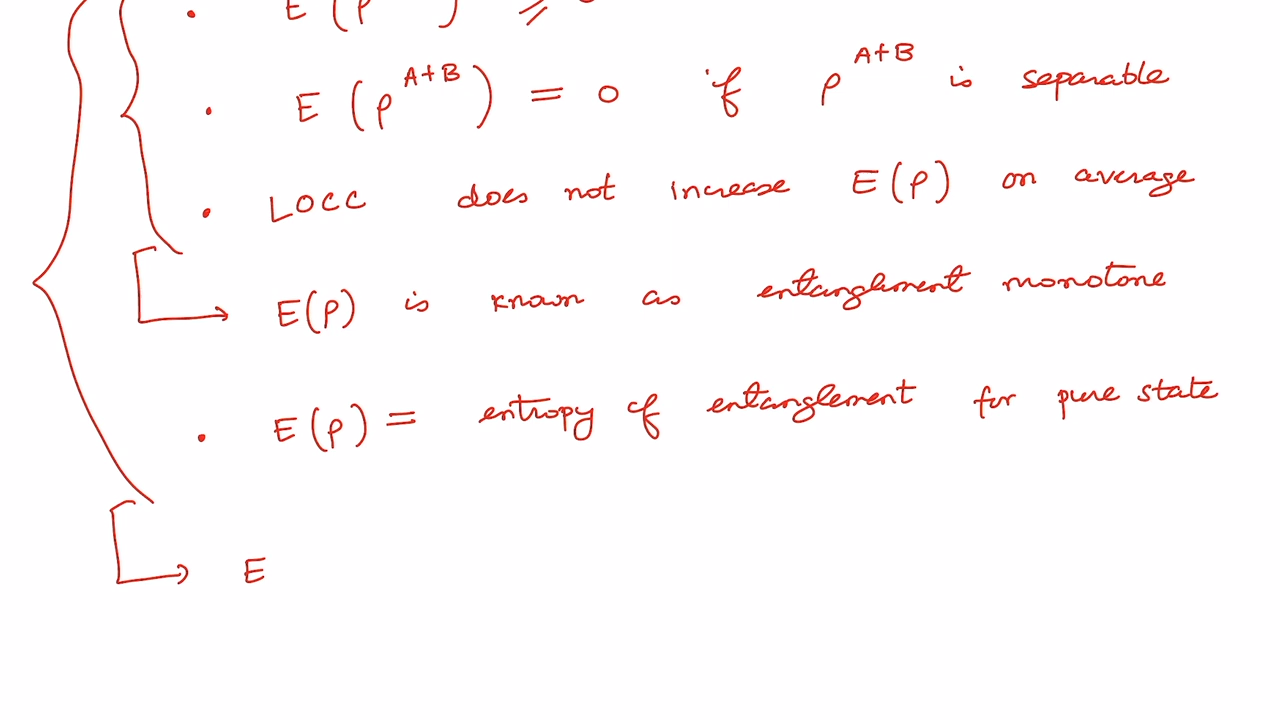 • E (ρ ) ≥
• E (ρ^{A+B}) = 0 if ρ^{A+B} is separable
• LOCC does not increase E(ρ) on average
→ E(ρ) is known as entanglement monotone
• E(ρ) = entropy of entanglement for pure state
→ E